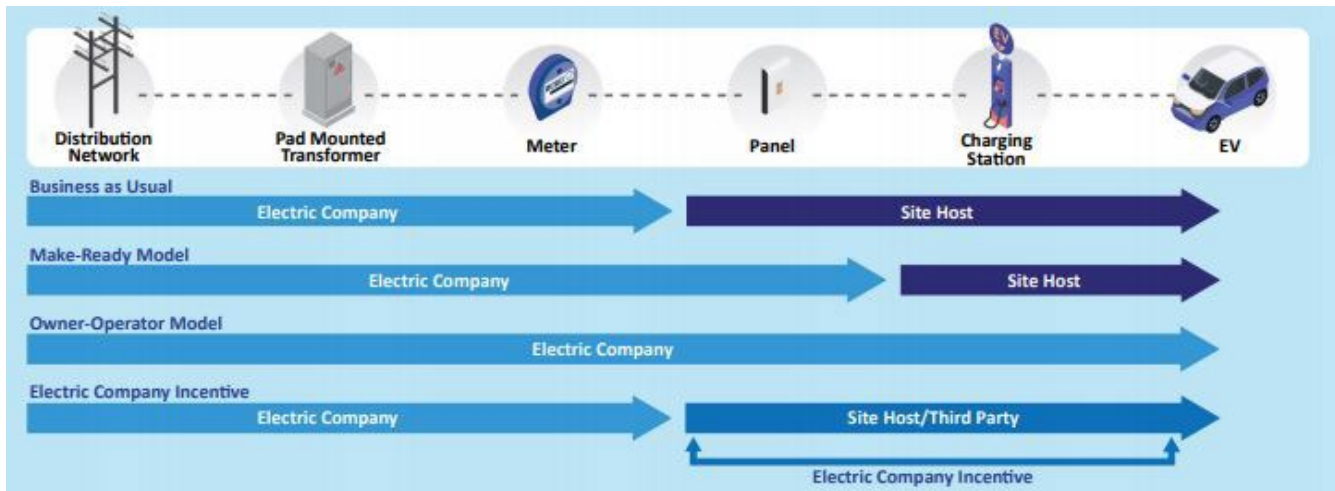 EV
Distribution
Network
Pad Mounted
Transformer
Meter
Panel
Charging
Station
EV
Business as Usual
Electric Company
Site Host
Make-Ready Model
Electric Company
Site Host
Owner-Operator Model
Electric Company
Electric Company Incentive
Electric Company
Site Host/Third Party
Electric Company Incentive